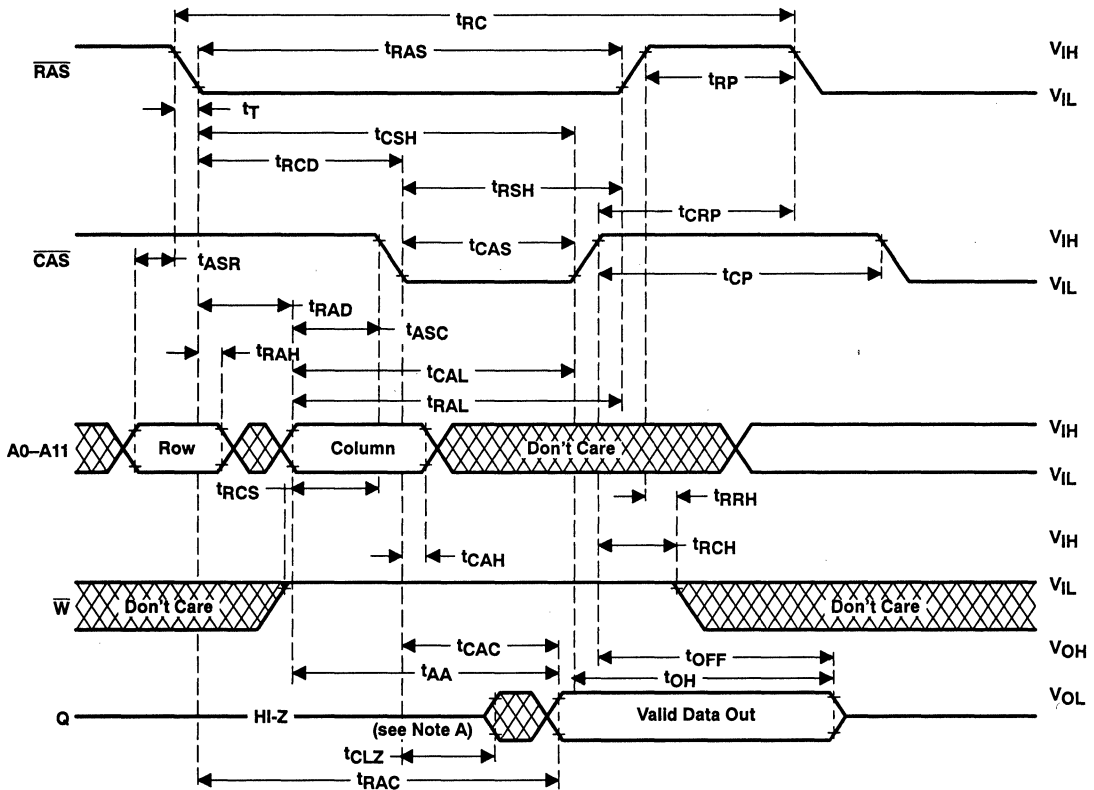 tRC
tRAS
VIH
RAS
tRP
VIL
tT
tCSH
tRCD
tRSH
tCRP
VIH
CAS
tCAS
tASR
tCP
VIL
tRAD
tASC
tRAH
tCAL
tRAL
VIH
A0–A11
Row
Column
Don't Care
VIL
tRCS
tRRH
tRCH
VIH
tCAH
VIL
W
Don't Care
Don't Care
tCAC
tOFF
VOH
tAA
tOH
VOL
Q
HI-Z
Valid Data Out
(see Note A)
tCLZ
tRAC